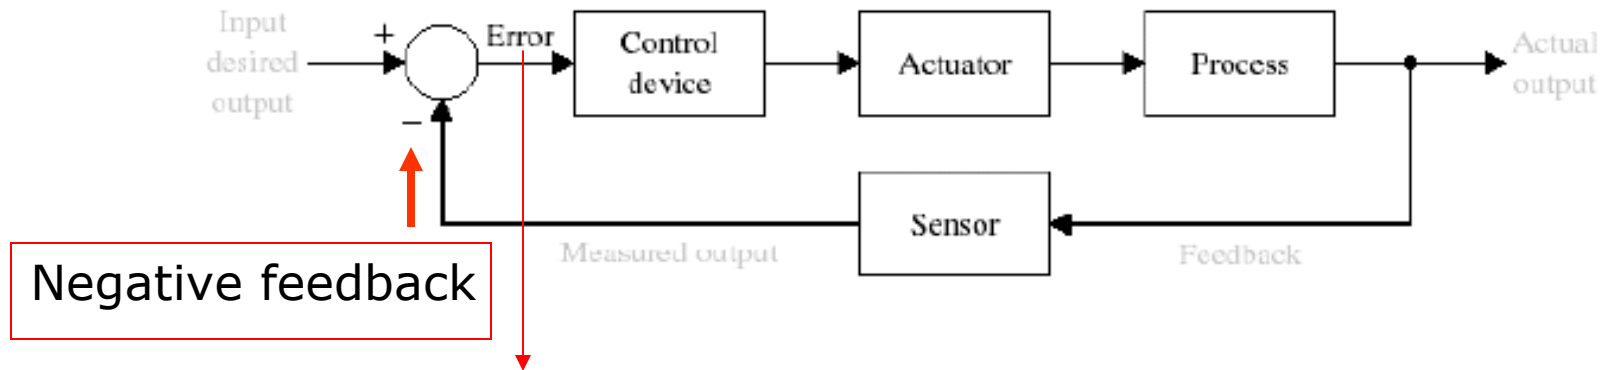 Input
desired
output
+
−
Error
Control
device
Actuator
Process
Actual
output
Sensor
Measured output
Feedback
Negative feedback